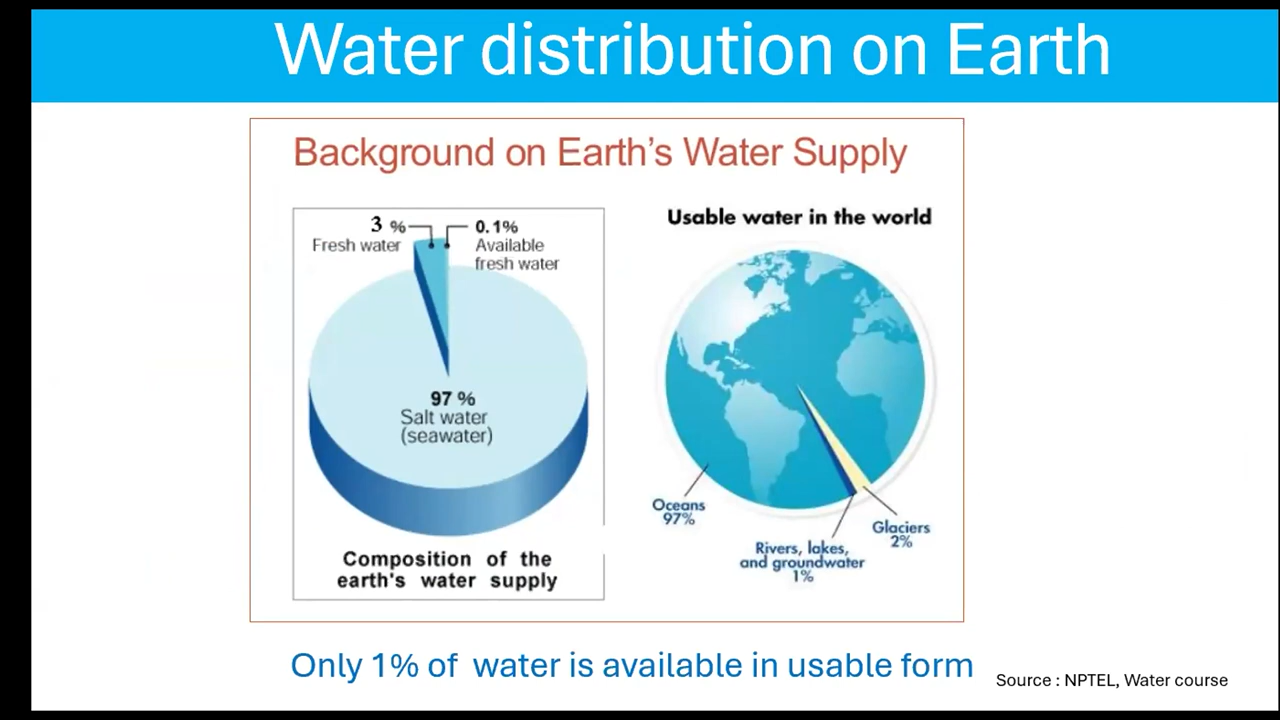 Water distribution on Earth
Background on Earth's Water Supply
3 %
Fresh water
0.1%
Available
fresh water
97 %
Salt water
(seawater)
Composition of the
earth's water supply
Usable water in the world
Oceans
97%
Rivers, lakes,
and groundwater
1%
Glaciers
2%
Only 1% of water is available in usable form
Source : NPTEL, Water course